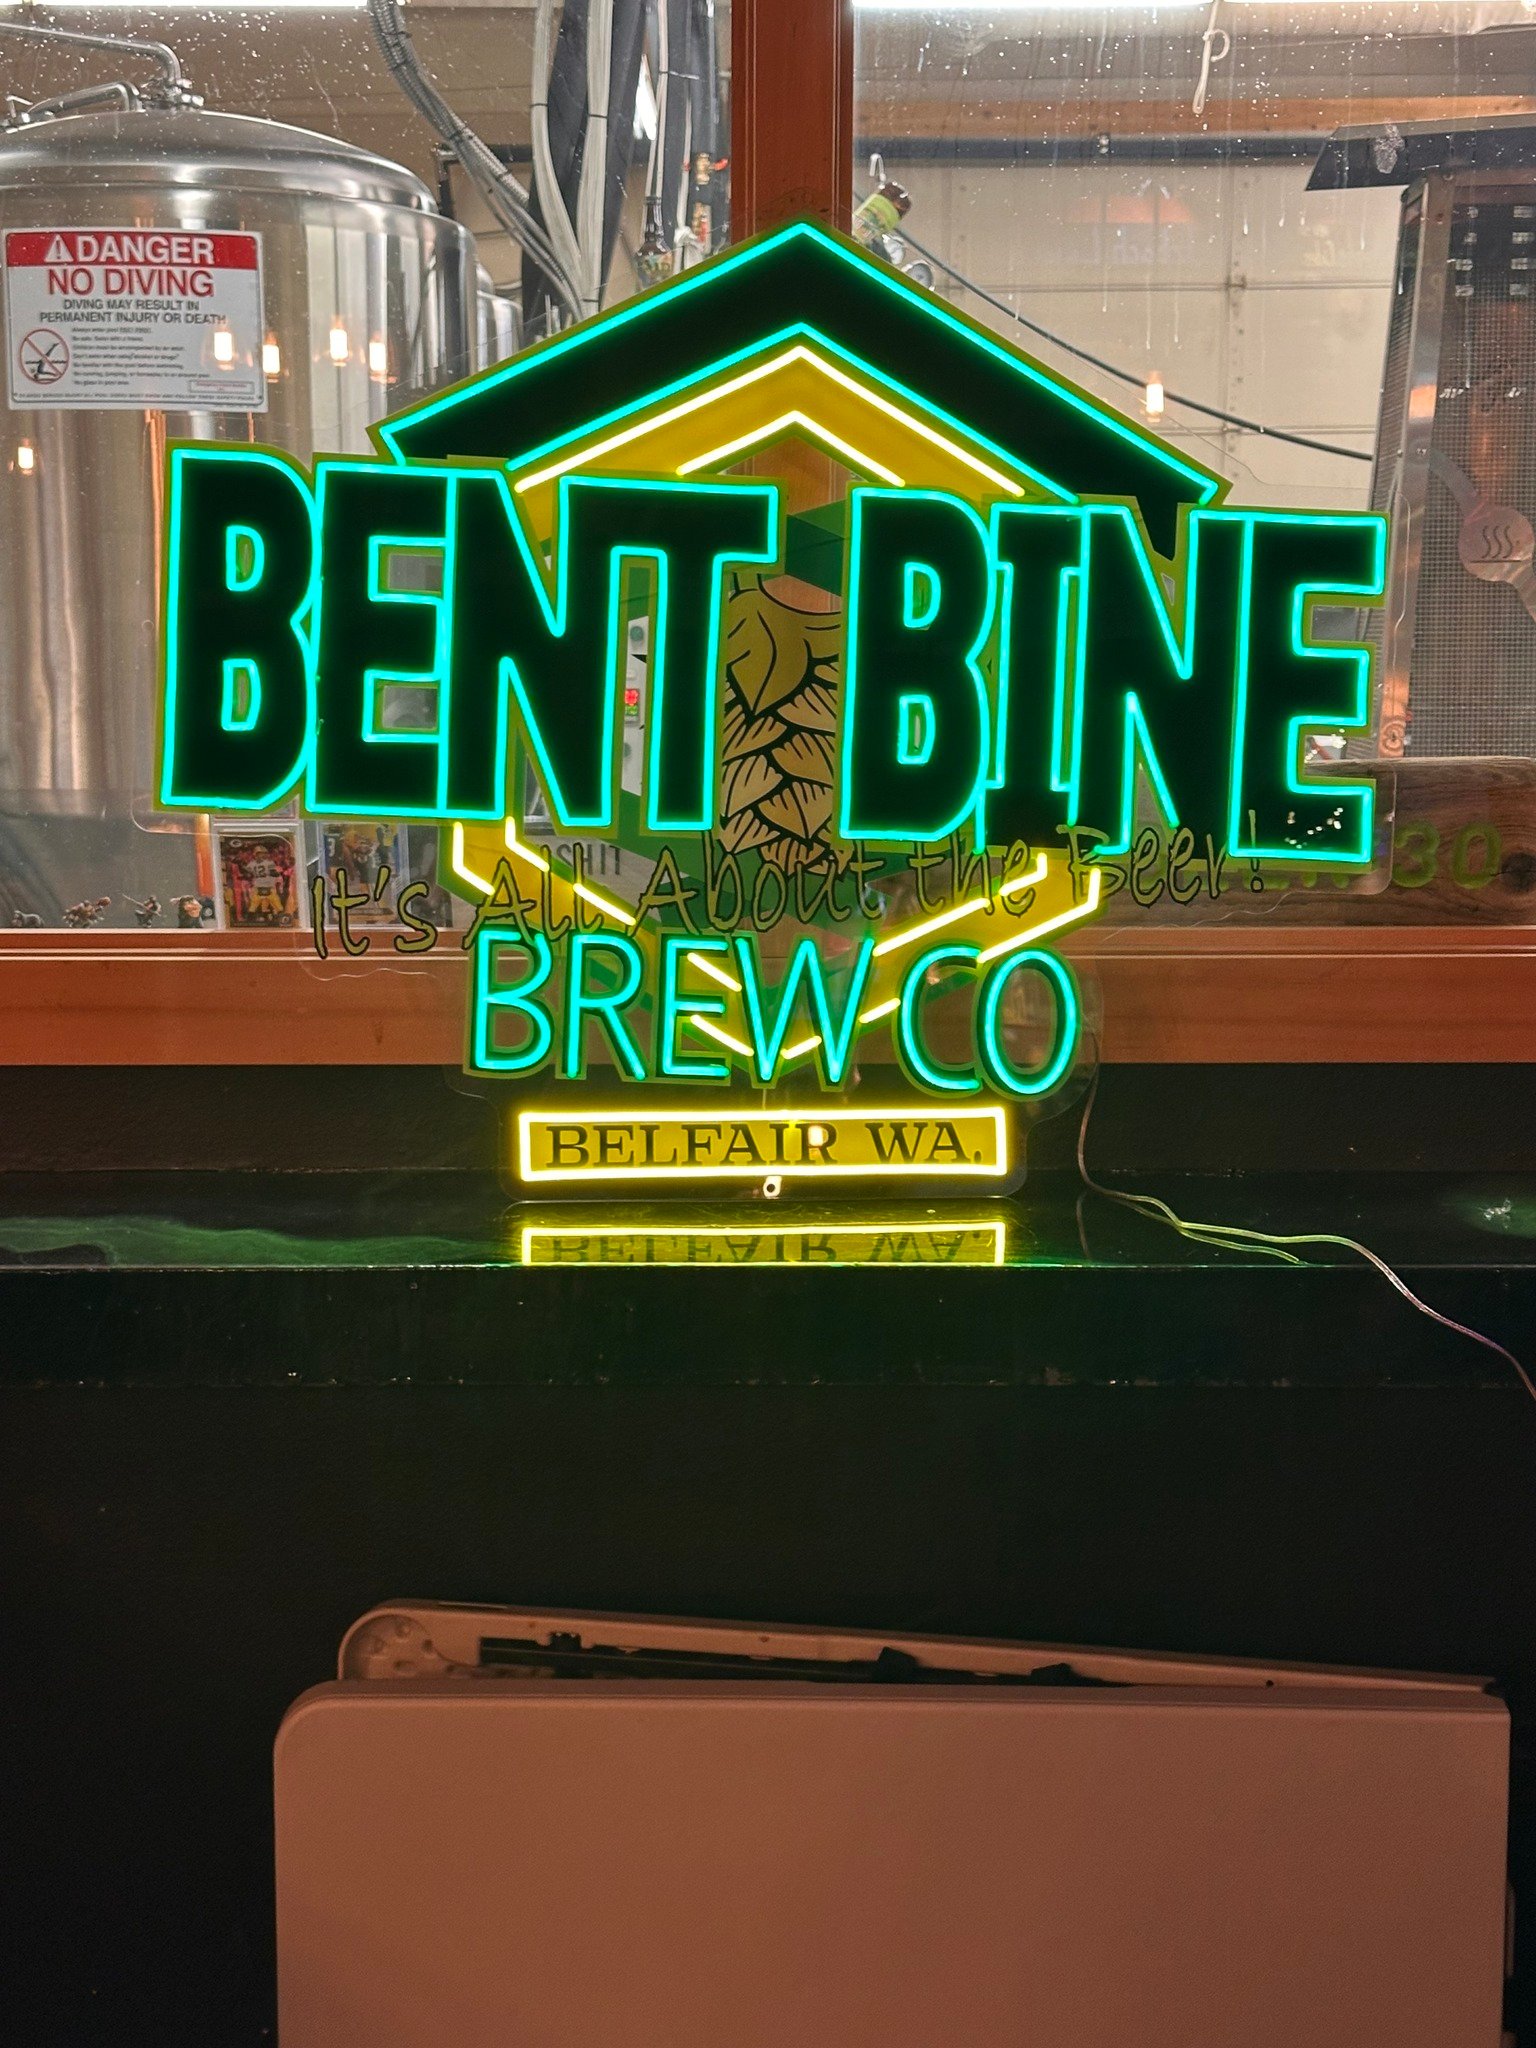 DANGER
NO DIVING
DIVING MAY RESULT IN
PERMANENT INJURY OR DEATH
BENT BINE
It's All About the Beer!
BREW CO
BELFAIR WA.